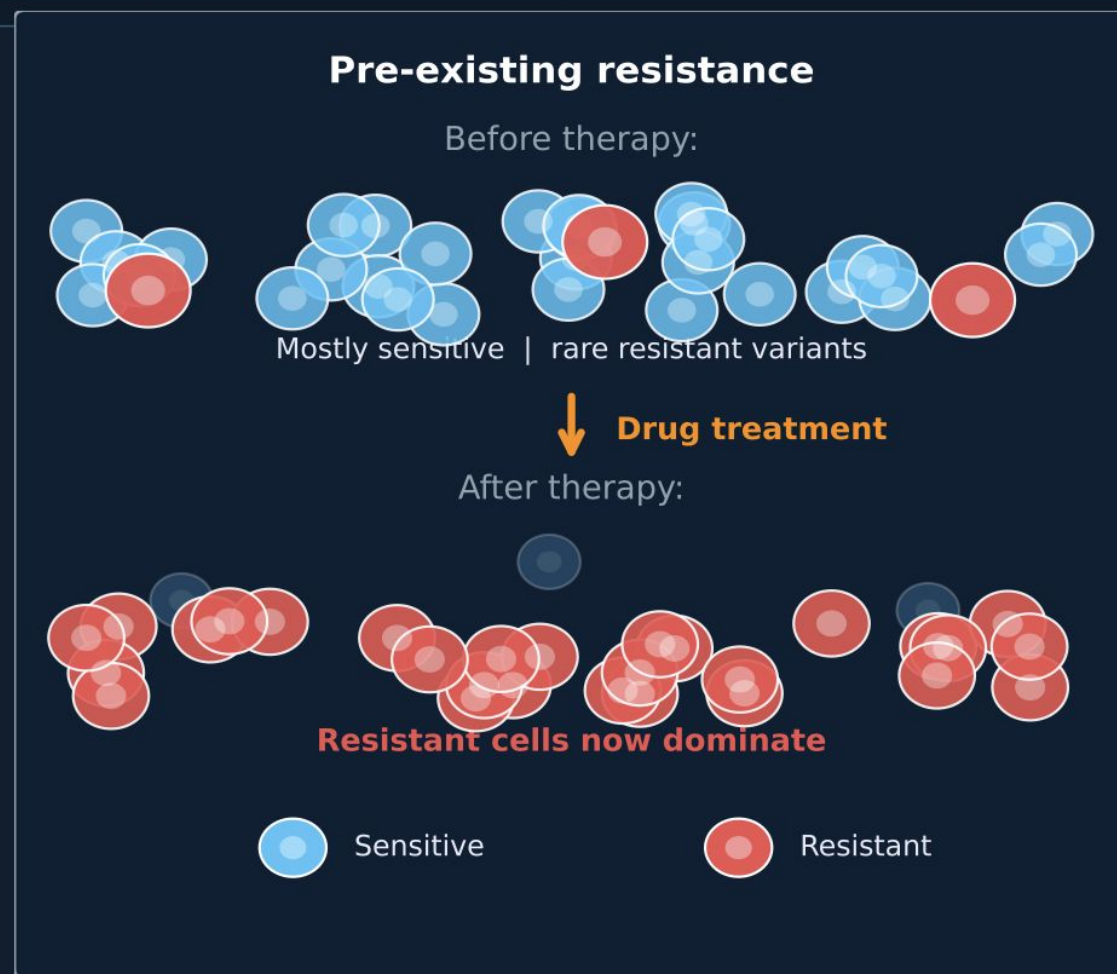 Pre-existing resistance
Before therapy:
Mostly sensitive | rare resistant variants
Drug treatment
After therapy:
Resistant cells now dominate
Sensitive
Resistant